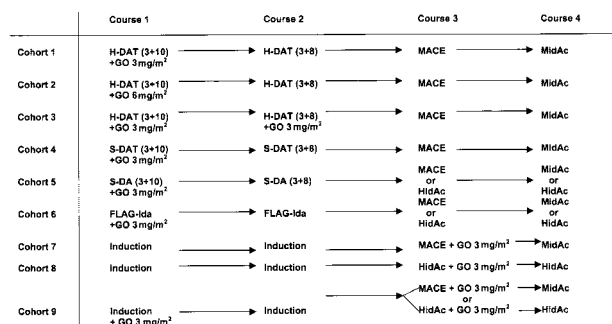 Course 1 Course 2 Course 3 Course 4
Cohort 1 H-DAT (3+10) H-DAT (3+8) MACE MidAc
+GO 3mg/m²
Cohort 2 H-DAT (3+10) H-DAT (3+8) MACE MidAc
+GO 6mg/m²
Cohort 3 H-DAT (3+10) H-DAT (3+8) MACE MidAc
+GO 3mg/m² +GO 3mg/m²
Cohort 4 S-DAT (3+10) S-DAT (3+8) MACE MidAc
+GO 3mg/m²
MACE MidAc
Cohort 5 S-DA (3+10) S-DA (3+8) or or
+GO 3mg/m² HidAc HidAc
MACE MidAc
Cohort 6 FLAG-Ida FLAG-Ida or or
+GO 3mg/m² HidAc HidAc
Cohort 7 Induction Induction MACE + GO 3mg/m² MidAc
Cohort 8 Induction Induction HidAc + GO 3mg/m² HidAc
MACE + GO 3mg/m² MidAc
or
Cohort 9 Induction Induction HidAc + GO 3mg/m² HidAc
+ GO 3mg/m²